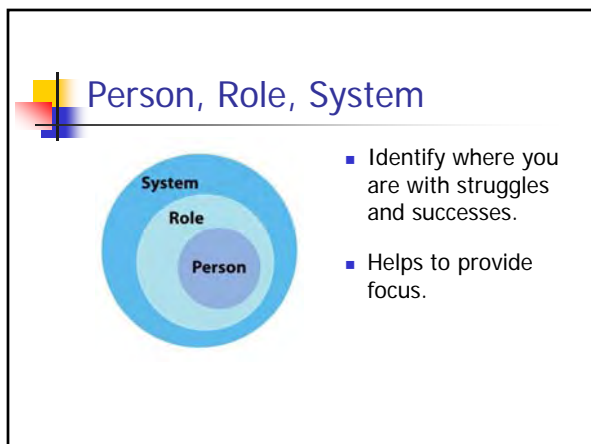 Person, Role, System
System
Role
Person
■ Identify where you
are with struggles
and successes.
■ Helps to provide
focus.